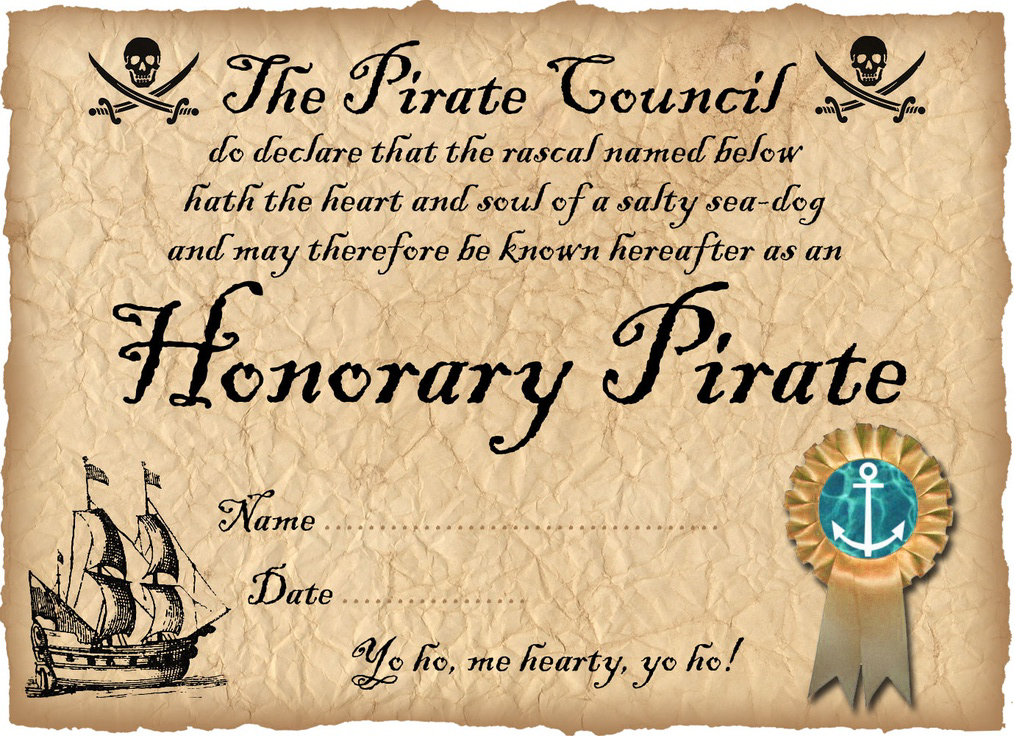 The Pirate Council
do declare that the rascal named below
hath the heart and soul of a salty sea-dog
and may therefore be known hereafter as an
Honorary Pirate
Name ..........................................
Date ....................
Yo ho, me hearty, yo ho!